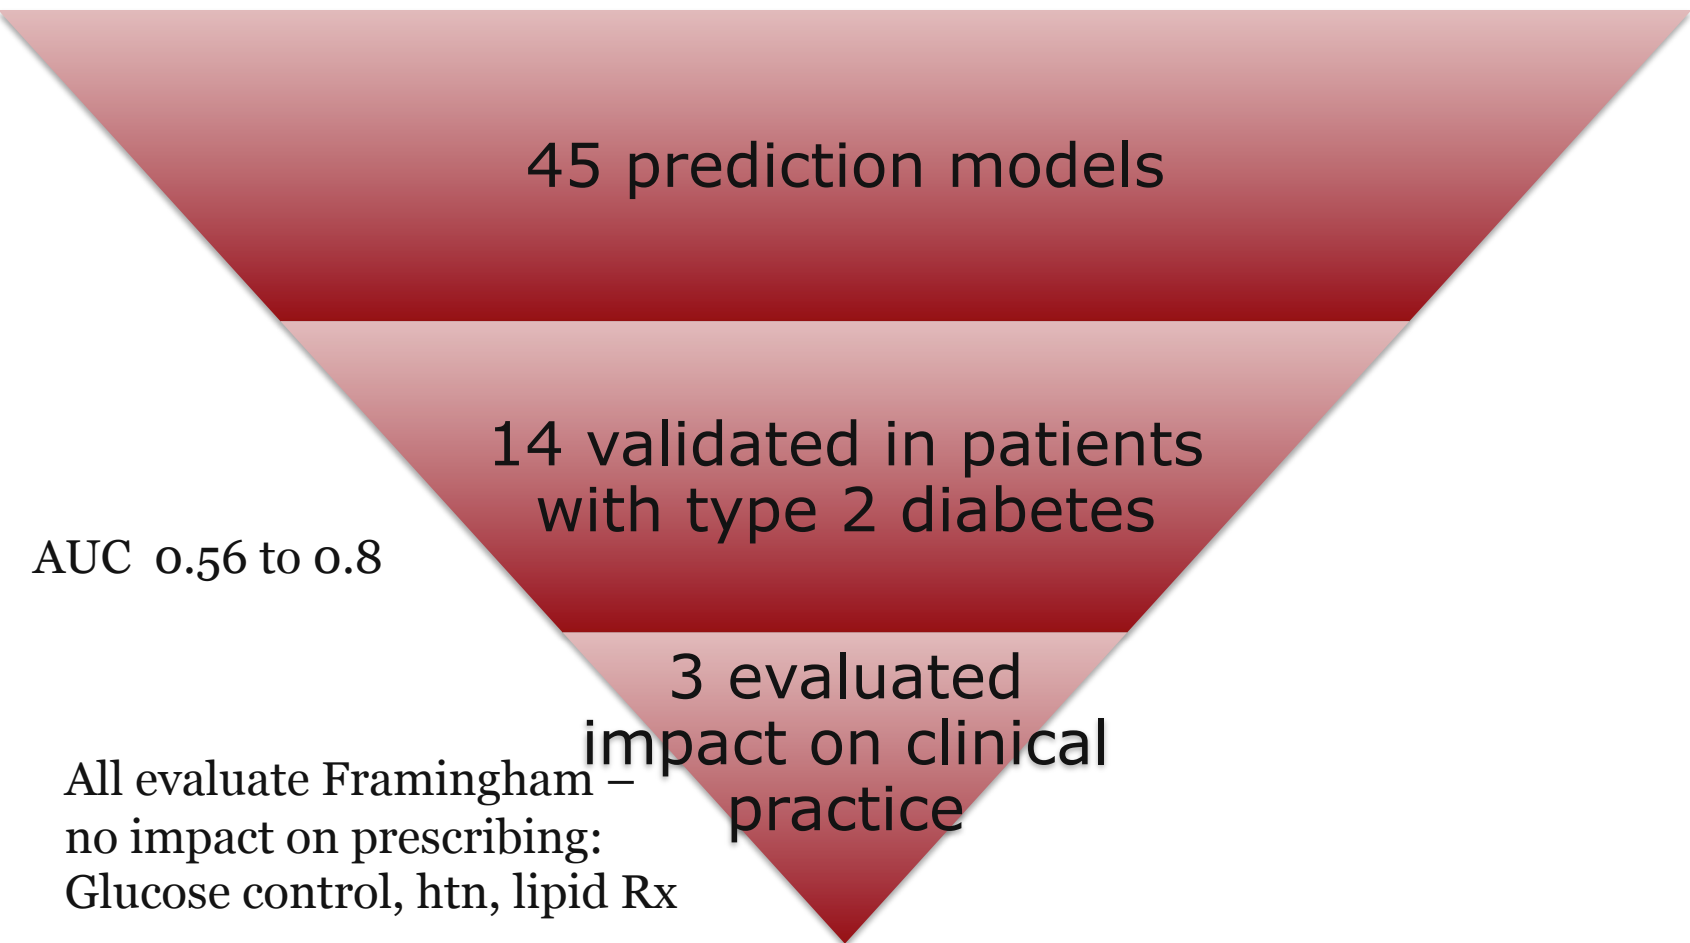 45 prediction models
14 validated in patients
with type 2 diabetes
AUC  0.56 to 0.8
3 evaluated
impact on clinical
practice
All evaluate Framingham –
no impact on prescribing:
Glucose control, htn, lipid Rx